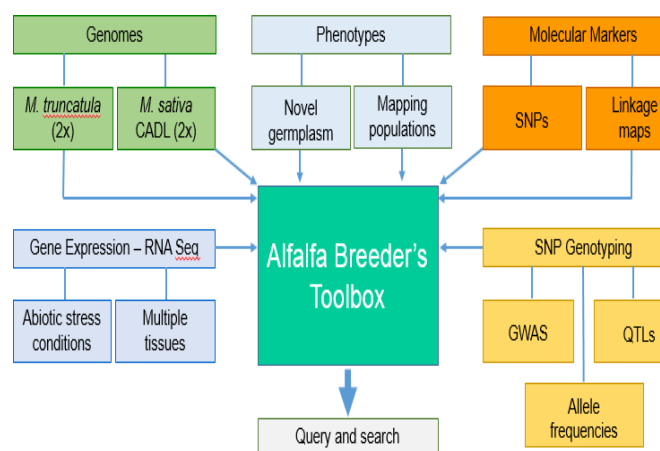 Genomes
Phenotypes
Molecular Markers
M. truncatula
(2x)
M. sativa
CADL (2x)
Novel
germplasm
Mapping
populations
SNPs
Linkage
maps
Gene Expression – RNA Seq
Alfalfa Breeder's
Toolbox
SNP Genotyping
Abiotic stress
conditions
Multiple
tissues
GWAS
QTLs
Allele
frequencies
Query and search